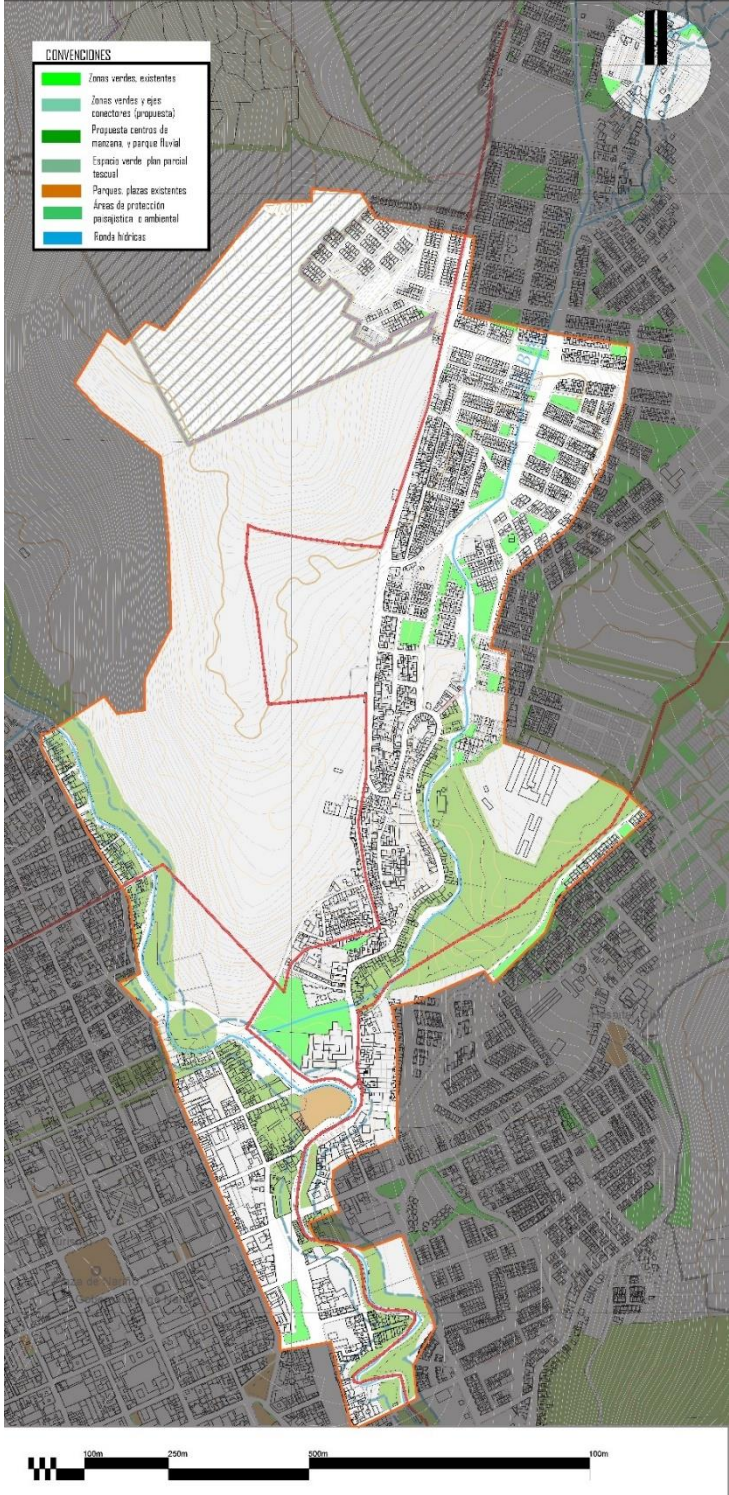 CONVENCIONES
Zonas verdes, existentes
Zonas verdes y ejes
conectores (propuesta)
Propuesta centros de
manzana, y parque fluvial
Espacio verde plan parcial
tescual
Parques, plazas existentes
Áreas de protección
paisajística o ambiental
Ronda hídricas
100m
250m
500m
100m